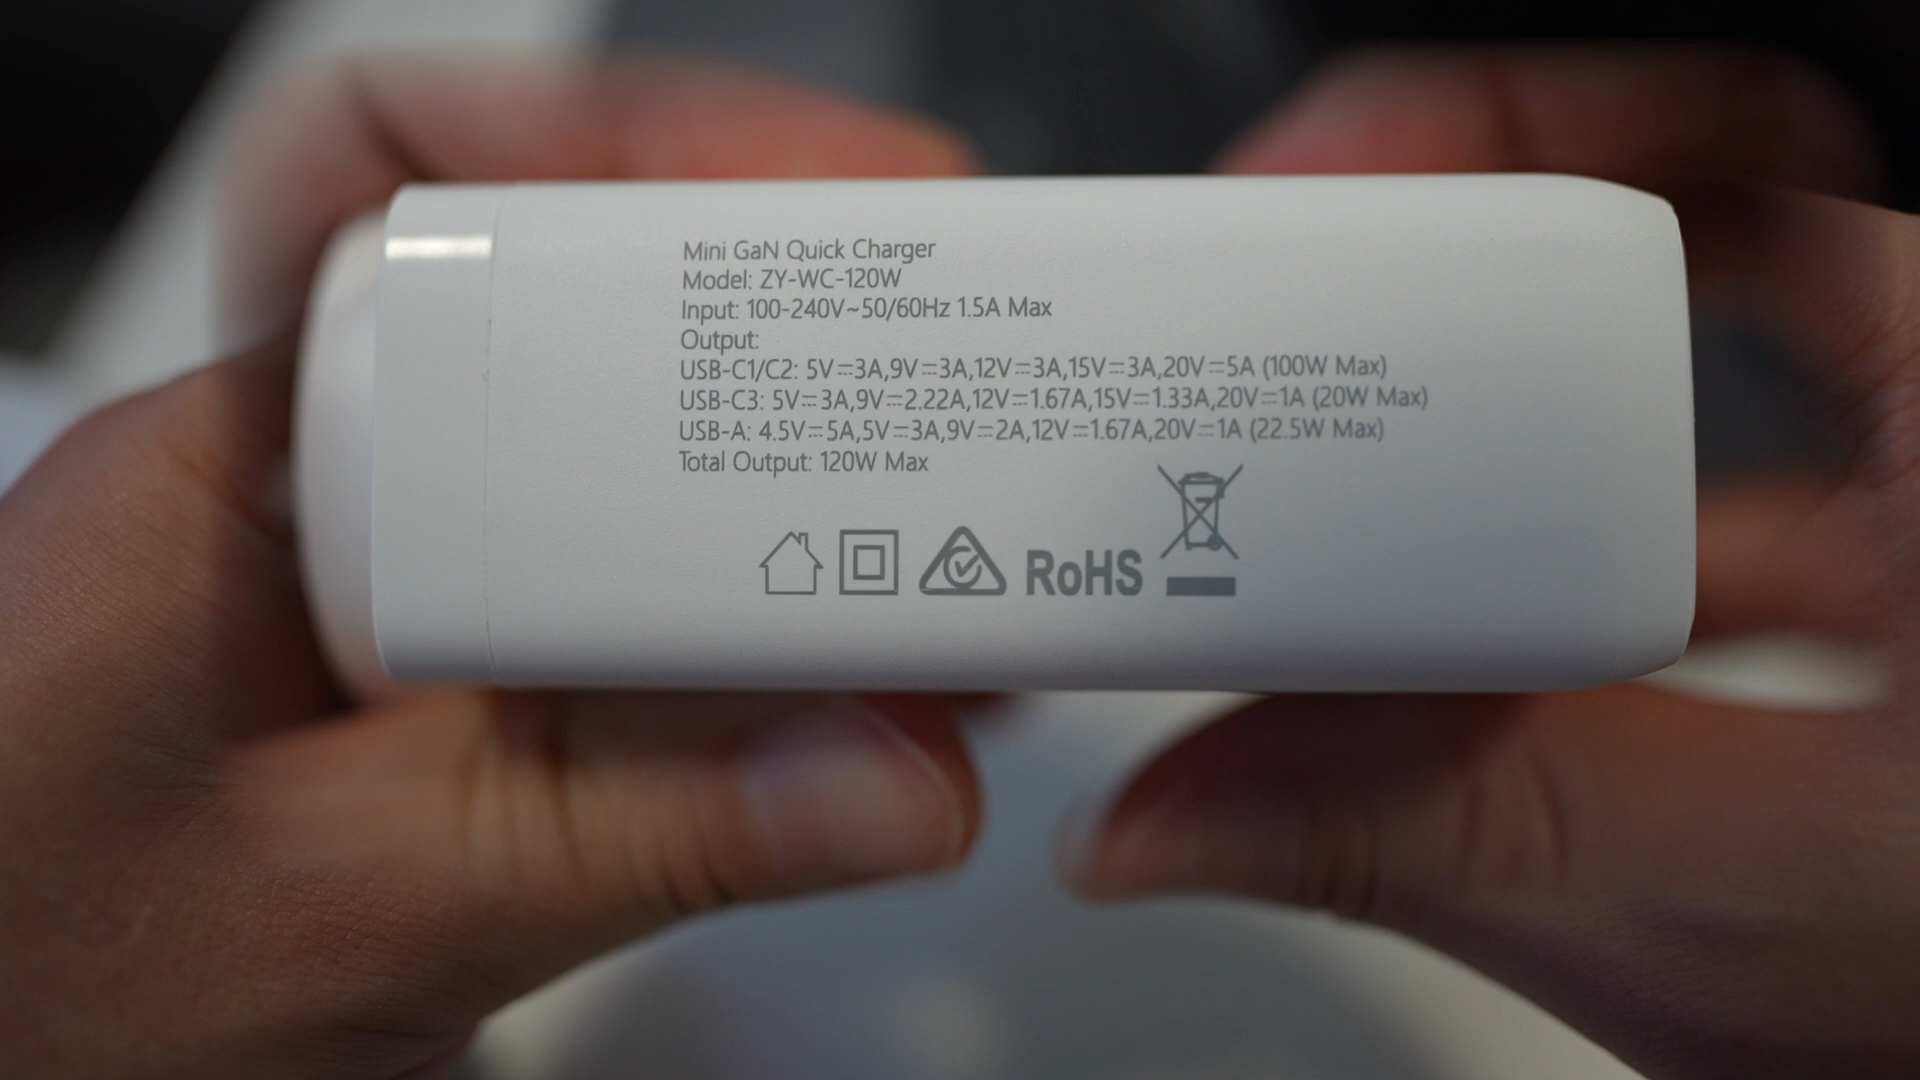 Mini GaN Quick Charger
Model: ZY-WC-120W
Input: 100-240V~50/60Hz 1.5A Max
Output:
USB-C1/C2: 5V⎓3A,9V⎓3A,12V⎓3A,15V⎓3A,20V⎓5A (100W Max)
USB-C3: 5V⎓3A,9V⎓2.22A,12V⎓1.67A,15V⎓1.33A,20V⎓1A (20W Max)
USB-A: 4.5V⎓5A,5V⎓3A,9V⎓2A,12V⎓1.67A,20V⎓1A (22.5W Max)
Total Output: 120W Max
RoHS